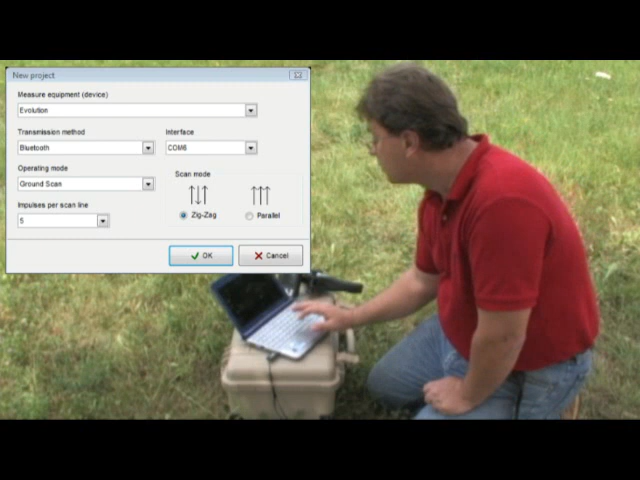 New project
Measure equipment (device)
Evolution
Transmission method
Interface
Bluetooth
COM6
Operating mode
Ground Scan
Scan mode
Impulses per scan line
5
Zig-Zag
Parallel
OK
Cancel